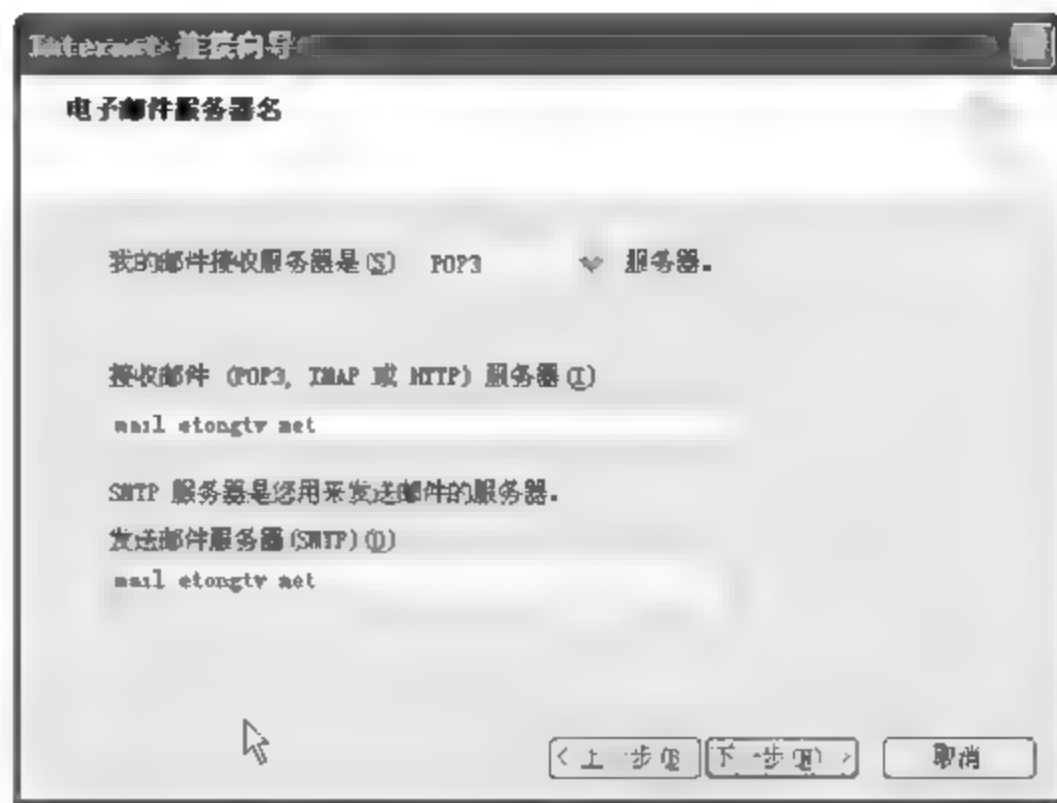 Internet 连接向导
电子邮件服务器名
我的邮件接收服务器是(S) POP3 服务器。
接收邮件 (POP3, IMAP 或 HTTP) 服务器(I)
mail etongtv net
SMTP 服务器是您用来发送邮件的服务器。
发送邮件服务器(SMTP)(O)
mail etongtv net
< 上一步(B) 下一步(N) > 取消